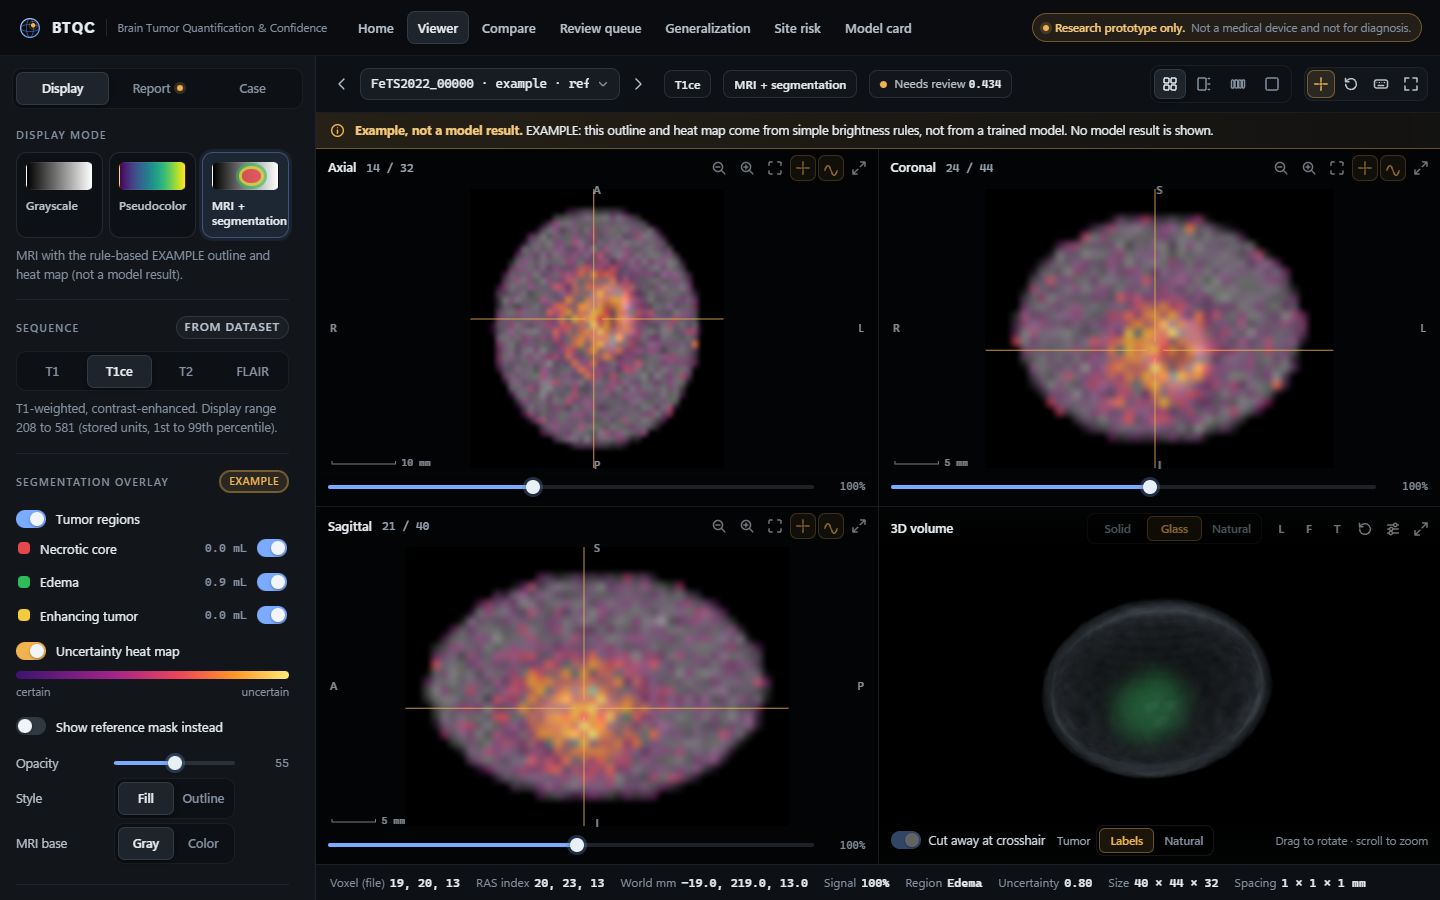 BTQC Brain Tumor Quantification & Confidence Home Viewer Compare Review queue Generalization Site risk Model card Research prototype only. Not a medical device and not for diagnosis.
Display Report Case
FeTS2022_00000 · example · ref T1ce MRI + segmentation Needs review 0.434
Example, not a model result. EXAMPLE: this outline and heat map come from simple brightness rules, not from a trained model. No model result is shown.
DISPLAY MODE
Grayscale Pseudocolor MRI +
segmentation
MRI with the rule-based EXAMPLE outline and
heat map (not a model result).
SEQUENCE FROM DATASET
T1 T1ce T2 FLAIR
T1-weighted, contrast-enhanced. Display range
208 to 581 (stored units, 1st to 99th percentile).
SEGMENTATION OVERLAY EXAMPLE
Tumor regions
Necrotic core 0.0 mL
Edema 0.9 mL
Enhancing tumor 0.0 mL
Uncertainty heat map
certain uncertain
Show reference mask instead
Opacity 55
Style Fill Outline
MRI base Gray Color
Axial 14 / 32
A
R L
P
10 mm
100%
Coronal 24 / 44
S
R L
I
5 mm
100%
Sagittal 21 / 40
S
A P
I
5 mm
100%
3D volume Solid Glass Natural L F T
Cut away at crosshair Tumor Labels Natural Drag to rotate · scroll to zoom
Voxel (file) 19, 20, 13 RAS index 20, 23, 13 World mm −19.0, 219.0, 13.0 Signal 100% Region Edema Uncertainty 0.80 Size 40 × 44 × 32 Spacing 1 × 1 × 1 mm